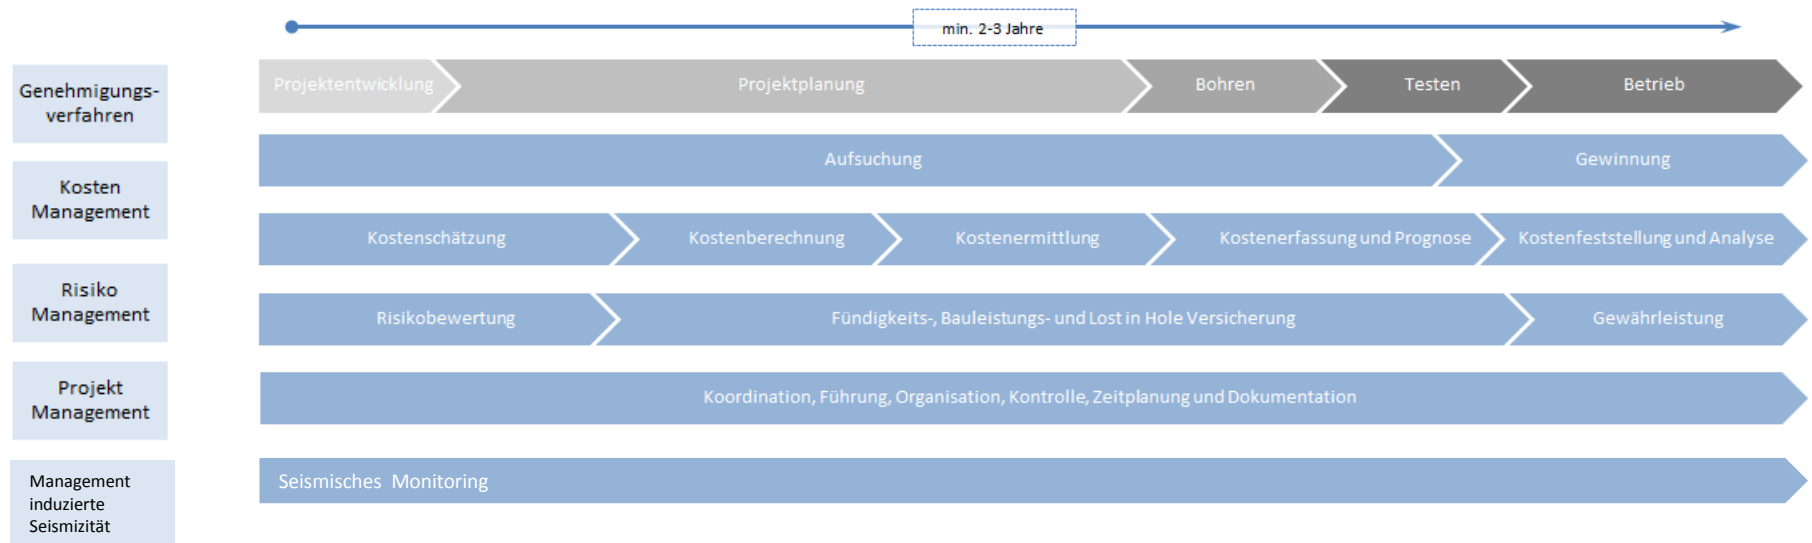 min. 2-3 Jahre
Projektentwicklung
Projektplanung
Bohren
Testen
Betrieb
Genehmigungs-
verfahren
Aufsuchung
Gewinnung
Kosten
Management
Kostenschätzung
Kostenberechnung
Kostenermittlung
Kostenerfassung und Prognose
Kostenfeststellung und Analyse
Risiko
Management
Risikobewertung
Fündigkeits-, Bauleistungs- und Lost in Hole Versicherung
Gewährleistung
Projekt
Management
Koordination, Führung, Organisation, Kontrolle, Zeitplanung und Dokumentation
Management
induzierte
Seismizität
Seismisches Monitoring